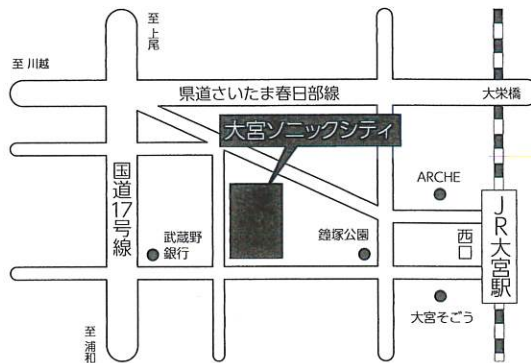 至 上尾
至 川越
県道さいたま春日部線
大栄橋
大宮ソニックシティ
国道17号線
ARCHE
武蔵野
銀行
鐘塚公園
西口
JR大宮駅
大宮そごう
至 浦和